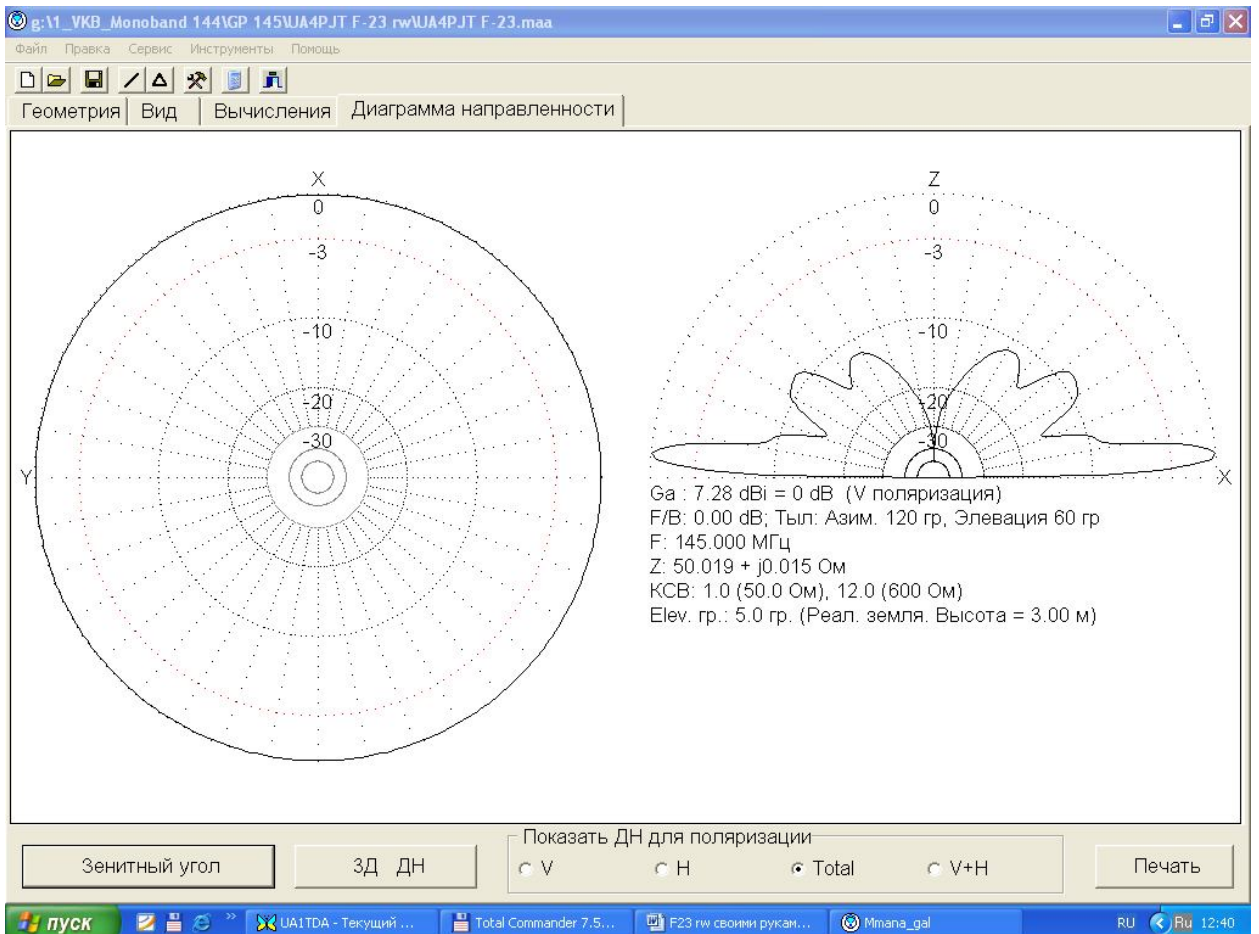 g:\1_VKB_Monoband 144\GP 145\UA4PJT F-23 rw\UA4PJT F-23.maa
Файл Правка Сервис Инструменты Помощь
Геометрия Вид Вычисления Диаграмма направленности
X
0
-3
-10
-20
-30
Y
Z
0
-3
-10
-20
-30
X
Ga : 7.28 dBi = 0 dB (V поляризация)
F/B: 0.00 dB; Тыл: Азим. 120 гр, Элевация 60 гр
F: 145.000 МГц
Z: 50.019 + j0.015 Ом
КСВ: 1.0 (50.0 Ом), 12.0 (600 Ом)
Elev. гр.: 5.0 гр. (Реал. земля. Высота = 3.00 м)
Показать ДН для поляризации
Зенитный угол 3Д ДН V H Total V+H Печать
пуск » UA1TDA - Текущий ... Total Commander 7.5... F23 rw своими рукам... Mmana_gal RU Ru 12:40